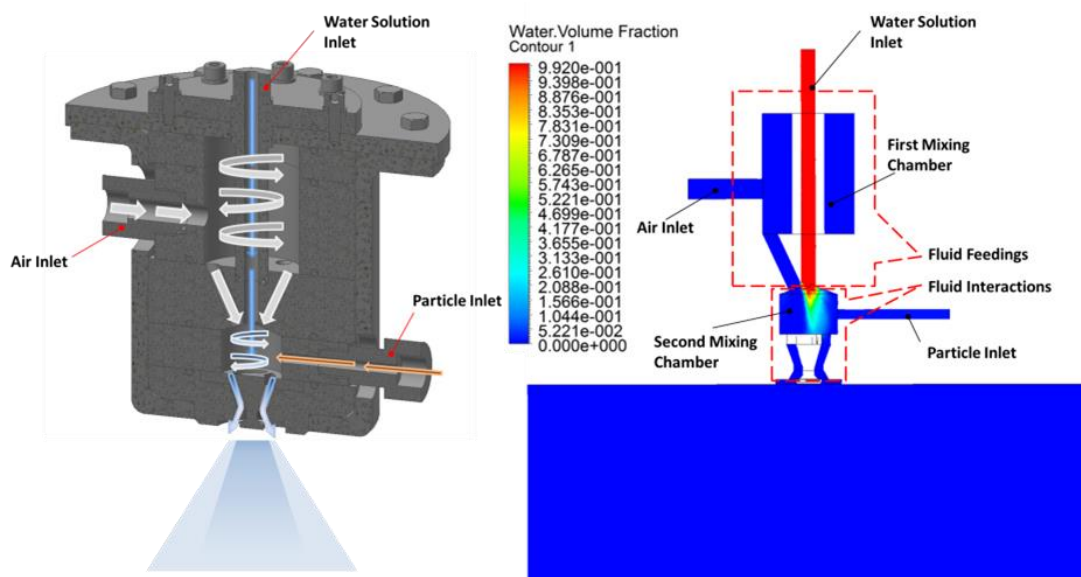 Water Solution
Inlet
Air Inlet
Particle Inlet
Water.Volume Fraction
Contour 1
9.920e-001
9.398e-001
8.876e-001
8.353e-001
7.831e-001
7.309e-001
6.787e-001
6.265e-001
5.743e-001
5.221e-001
4.699e-001
4.177e-001
3.655e-001
3.133e-001
2.610e-001
2.088e-001
1.566e-001
1.044e-001
5.221e-002
0.000e+000
Water Solution
Inlet
First Mixing
Chamber
Air Inlet
Fluid Feedings
Fluid Interactions
Second Mixing
Chamber
Particle Inlet